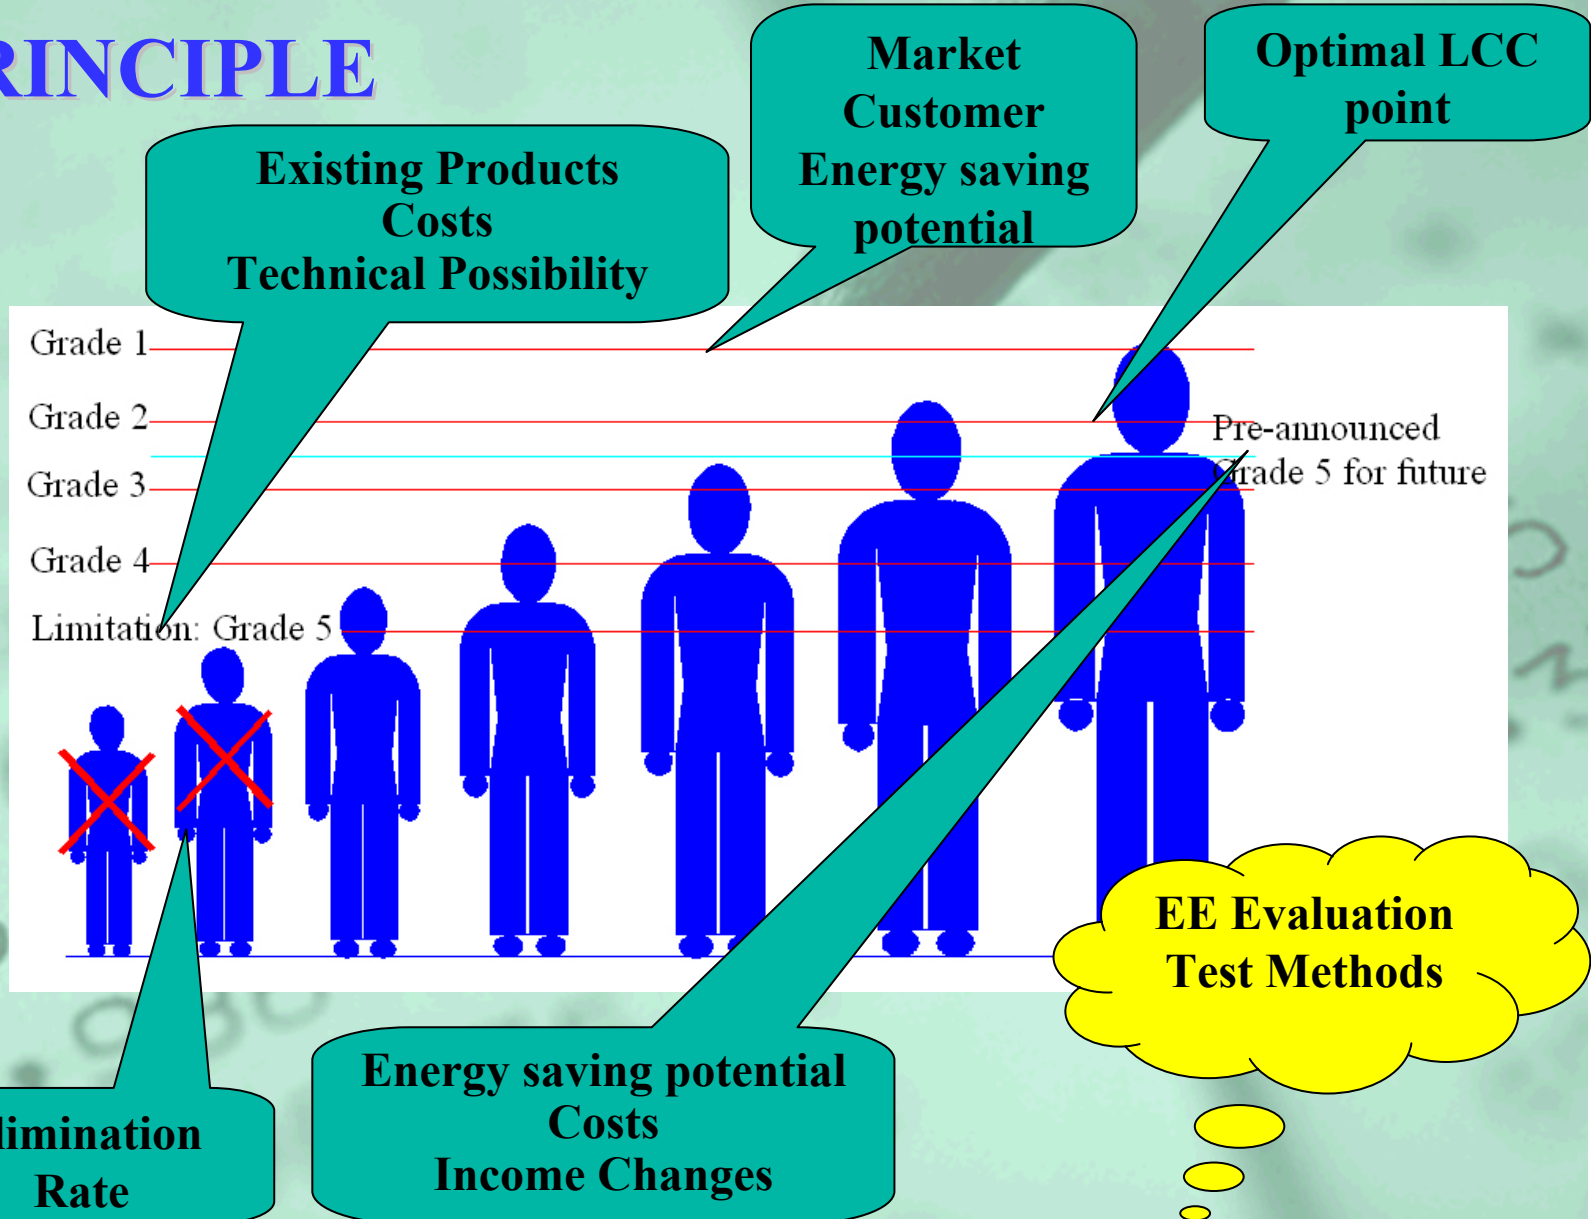 RINCIPLE
Market
Customer
Energy saving
potential
Optimal LCC
point
Existing Products
Costs
Technical Possibility
Grade 1
Grade 2
Pre-announced
Grade 5 for future
Grade 3
Grade 4
Limitation: Grade 5
EE Evaluation
Test Methods
Energy saving potential
Costs
Income Changes
limination
Rate